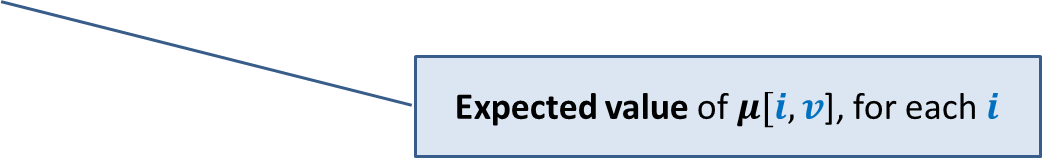 Expected value of μ[i, v], for each i